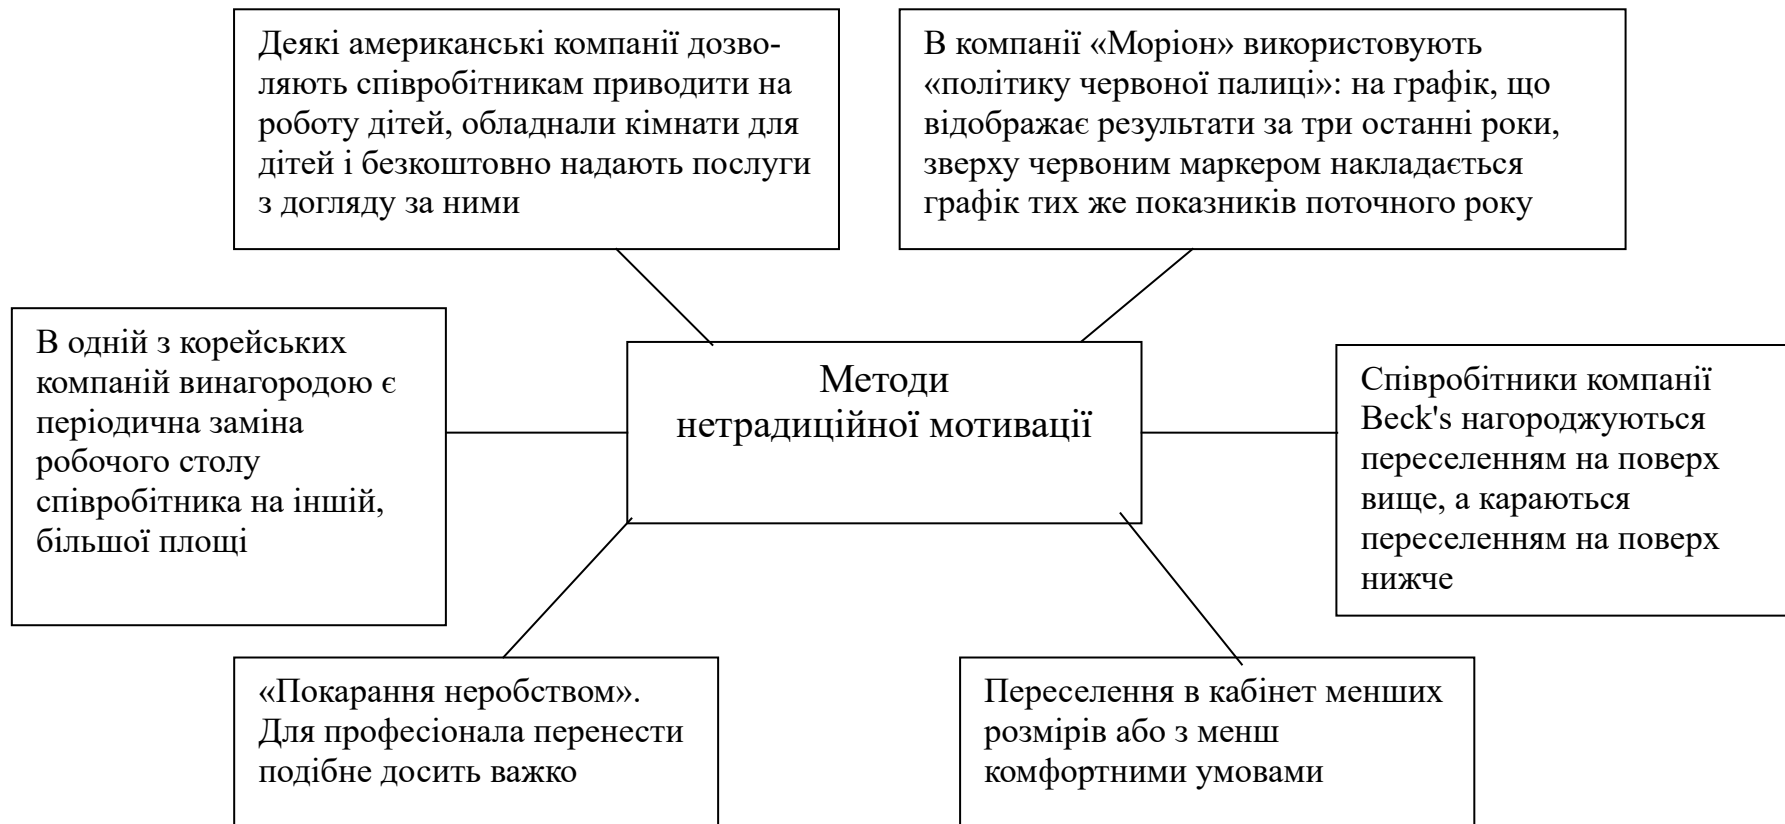 Деякі американські компанії дозво-
ляють співробітникам приводити на
роботу дітей, обладнали кімнати для
дітей і безкоштовно надають послуги
з догляду за ними
В компанії «Моріон» використовують
«політику червоної палиці»: на графік, що
відображає результати за три останні роки,
зверху червоним маркером накладається
графік тих же показників поточного року
В одній з корейських
компаній винагородою є
періодична заміна
робочого столу
співробітника на іншій,
більшої площі
Методи
нетрадиційної мотивації
Співробітники компанії
Beck's нагороджуються
переселенням на поверх
вище, а караються
переселенням на поверх
нижче
«Покарання неробством».
Для професіонала перенести
подібне досить важко
Переселення в кабінет менших
розмірів або з менш
комфортними умовами